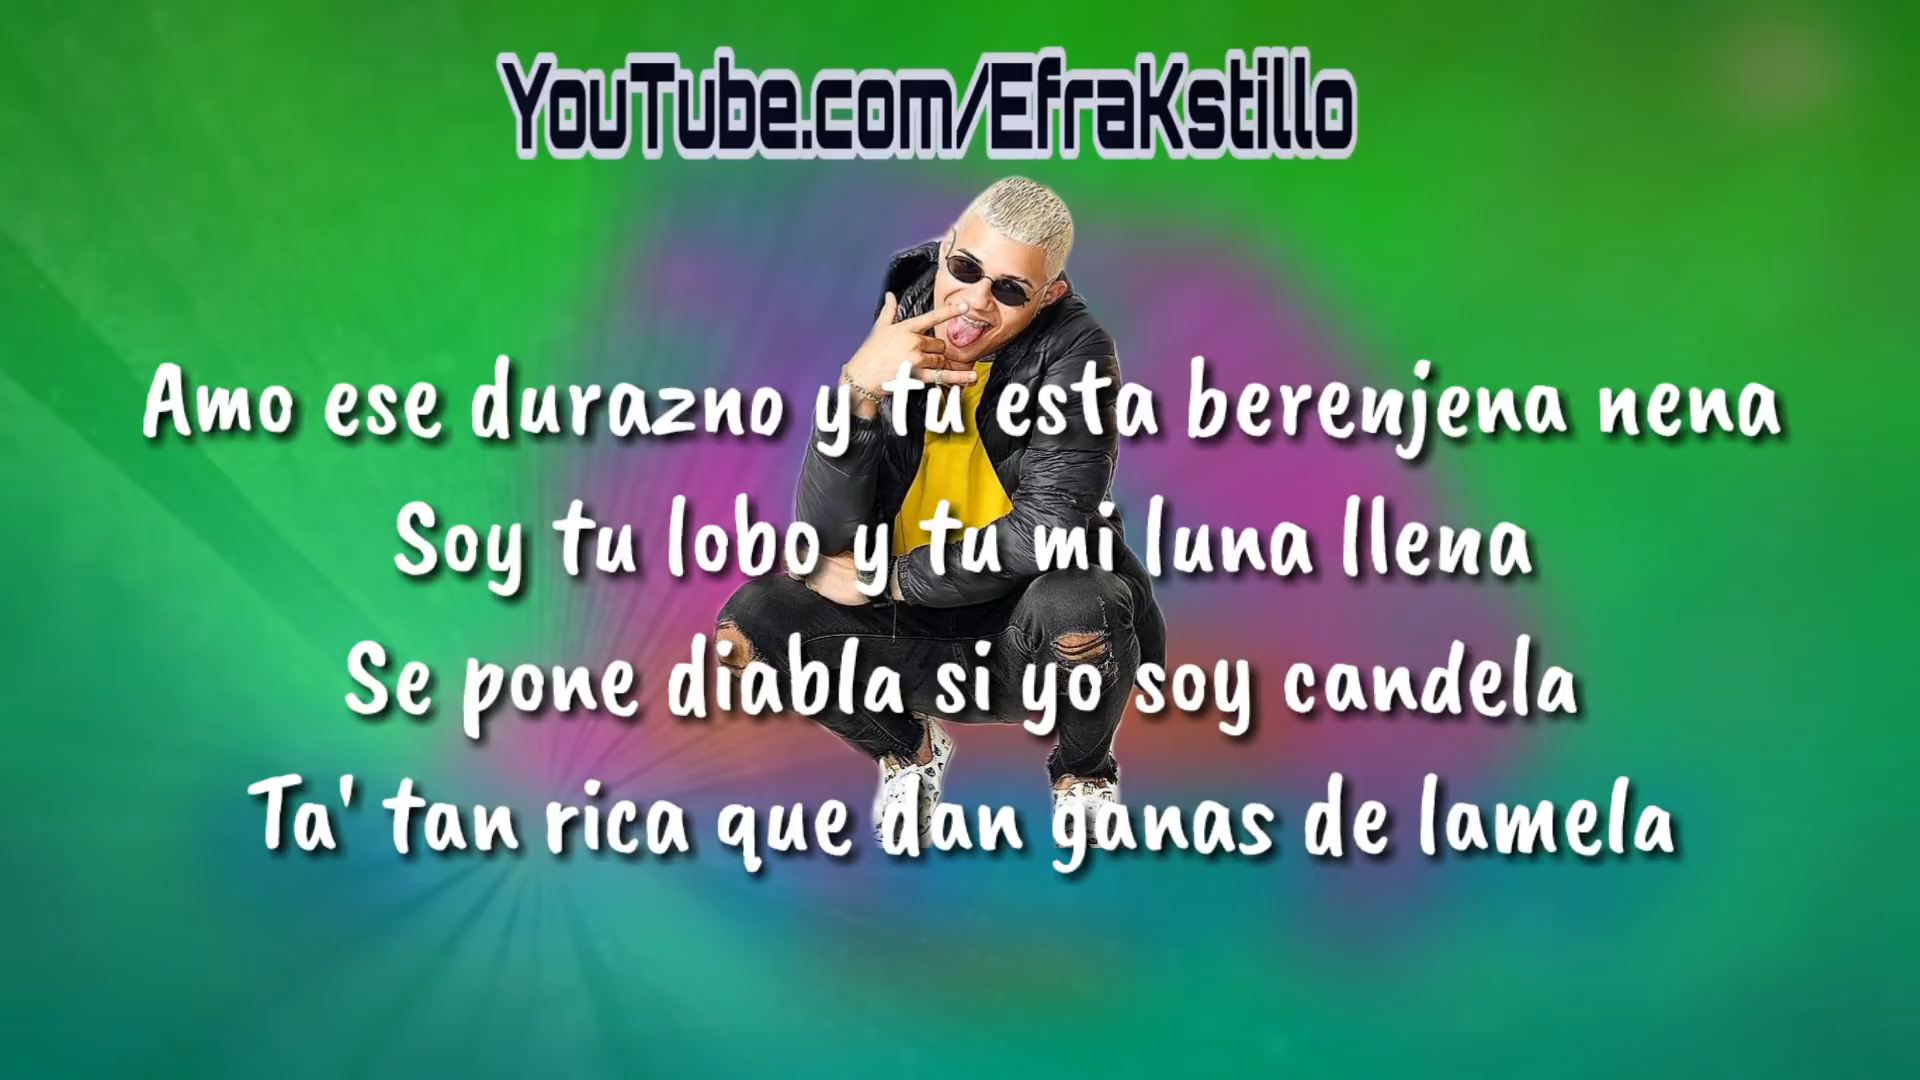 YouTube.com/EfraKstillo
Amo ese durazno y tu esta berenjena nena
Soy tu lobo y tu mi luna llena
Se pone diabla si yo soy candela
Ta' tan rica que dan ganas de lamela